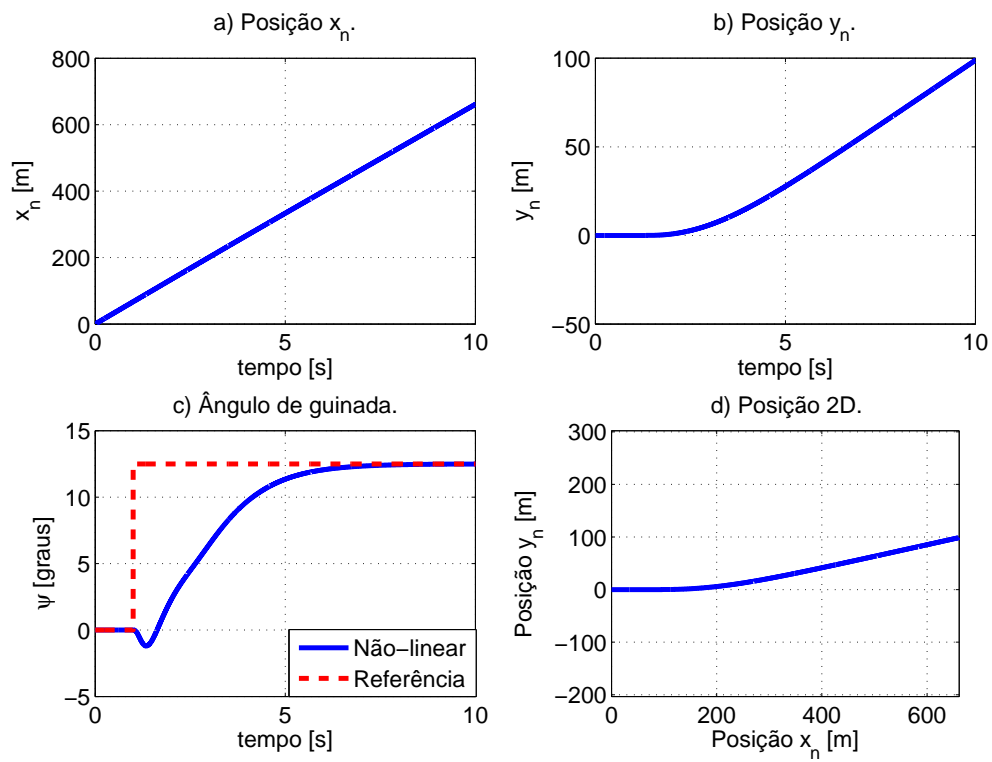 a) Posição x_n.
800
600
400
200
0
x_n [m]
0 5 10
tempo [s]
b) Posição y_n.
100
50
0
−50
y_n [m]
0 5 10
tempo [s]
c) Ângulo de guinada.
15
10
5
0
−5
ψ [graus]
Não−linear
Referência
0 5 10
tempo [s]
d) Posição 2D.
300
200
100
0
−100
−200
Posição y_n [m]
0 200 400 600
Posição x_n [m]